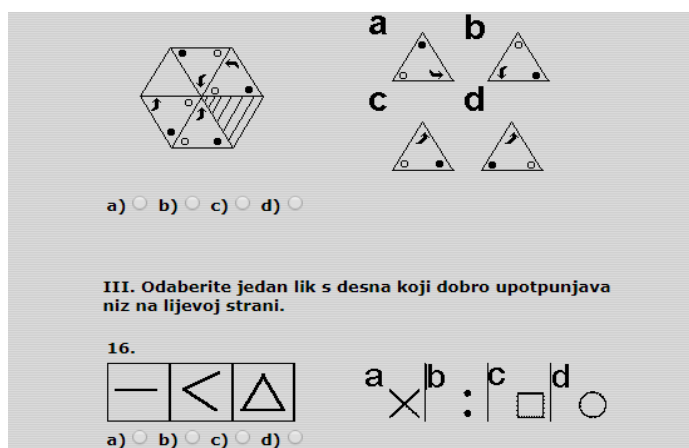 a b
c d
a) b) c) d)
III. Odaberite jedan lik s desna koji dobro upotpunjava
niz na lijevoj strani.
16.
a b c d
a) b) c) d)